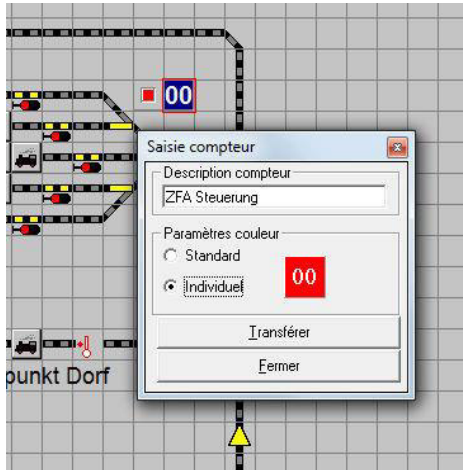 00
Saisie compteur
Description compteur
ZFA Steuerung
Paramètres couleur
Standard
Individuel
00
Transférer
Fermer
punkt Dorf